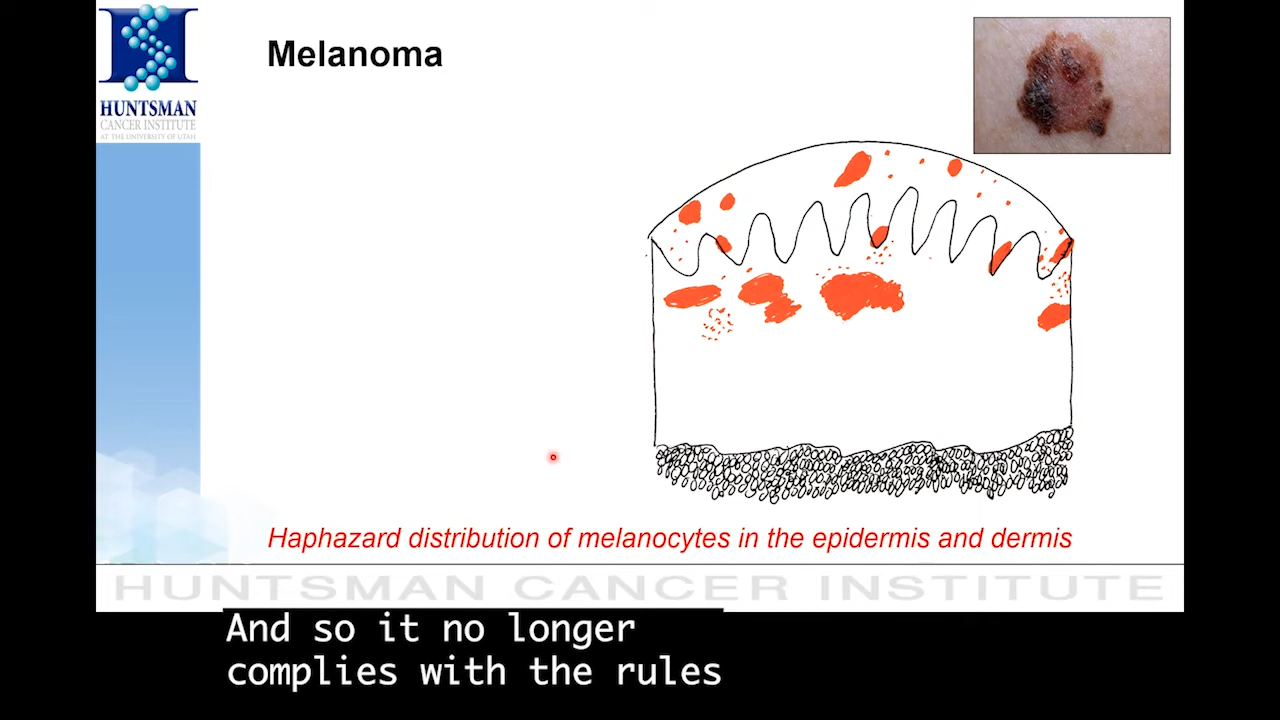 Melanoma
HUNTSMAN
CANCER INSTITUTE
AT THE UNIVERSITY OF UTAH
Haphazard distribution of melanocytes in the epidermis and dermis
HUNTSMAN CANCER INSTITUTE
And so it no longer
complies with the rules